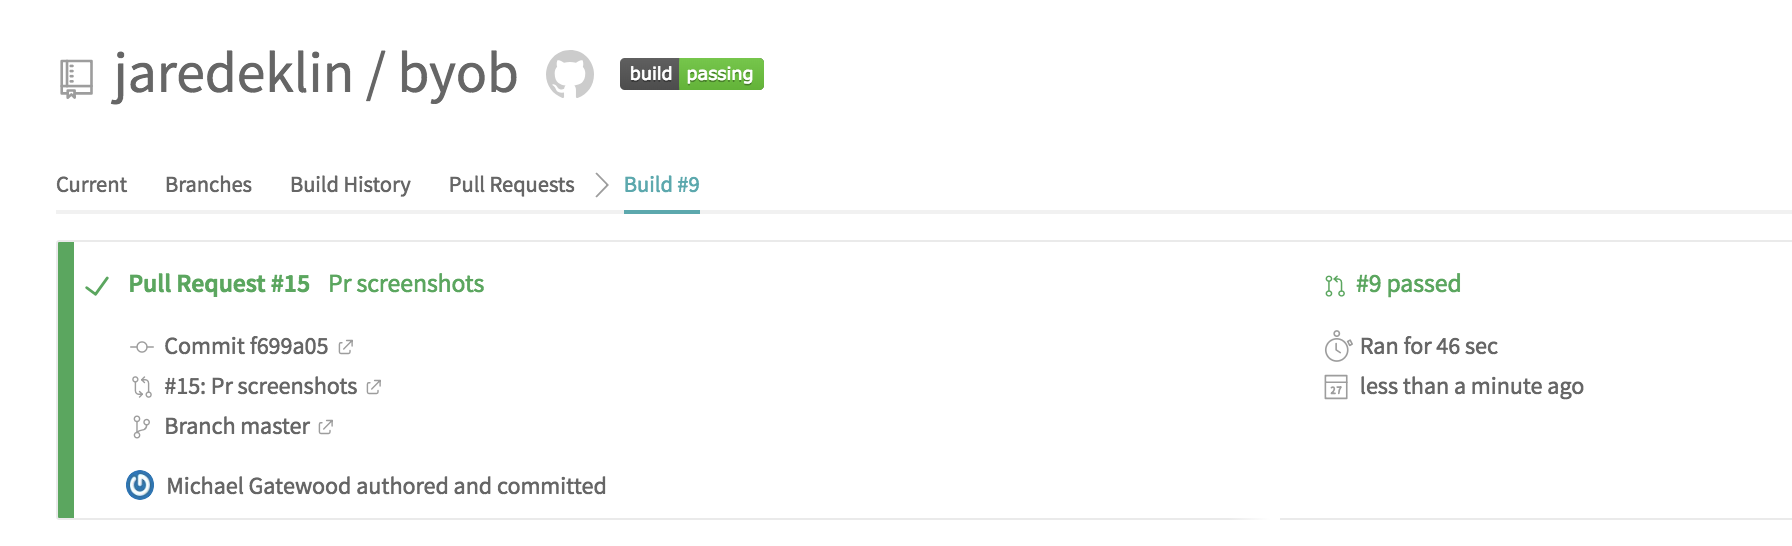 jaredeklin / byob build passing
Current Branches Build History Pull Requests Build #9
Pull Request #15 Pr screenshots
#9 passed
Commit f699a05
Ran for 46 sec
#15: Pr screenshots
27 less than a minute ago
Branch master
Michael Gatewood authored and committed